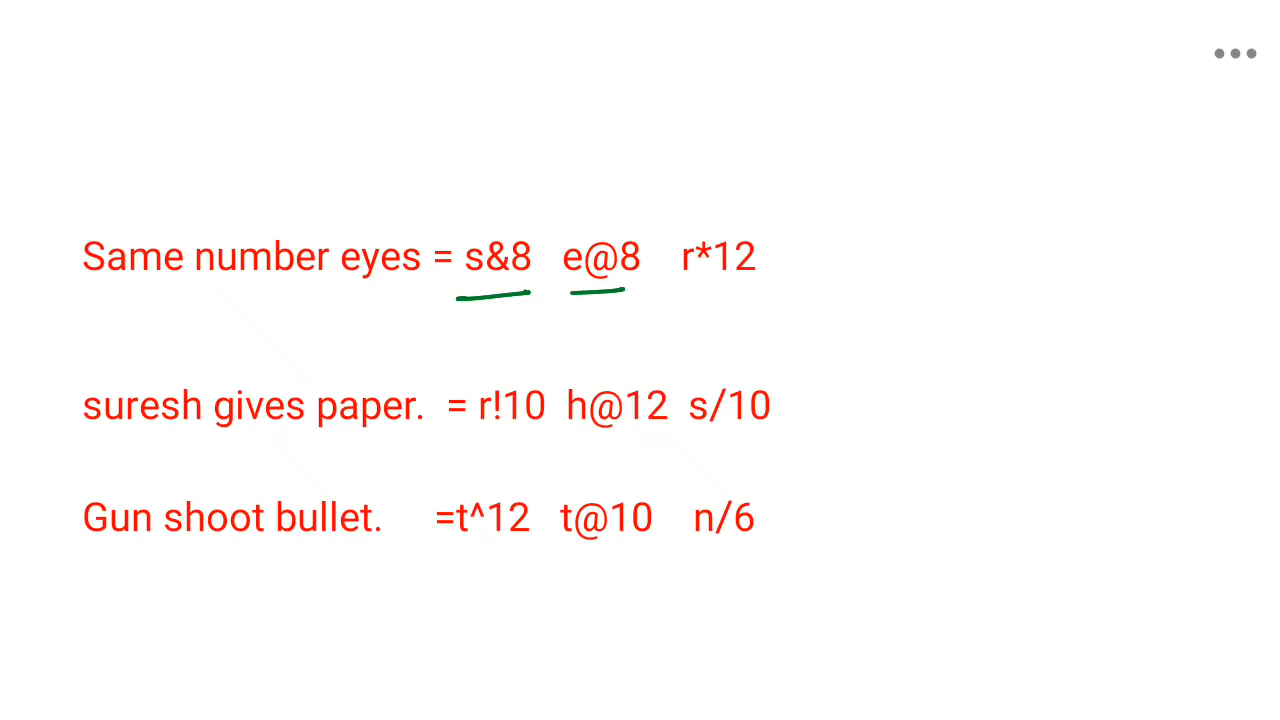 Same number eyes = s&8 e@8 r*12
suresh gives paper. = r!10 h@12 s/10
Gun shoot bullet. =t^12 t@10 n/6